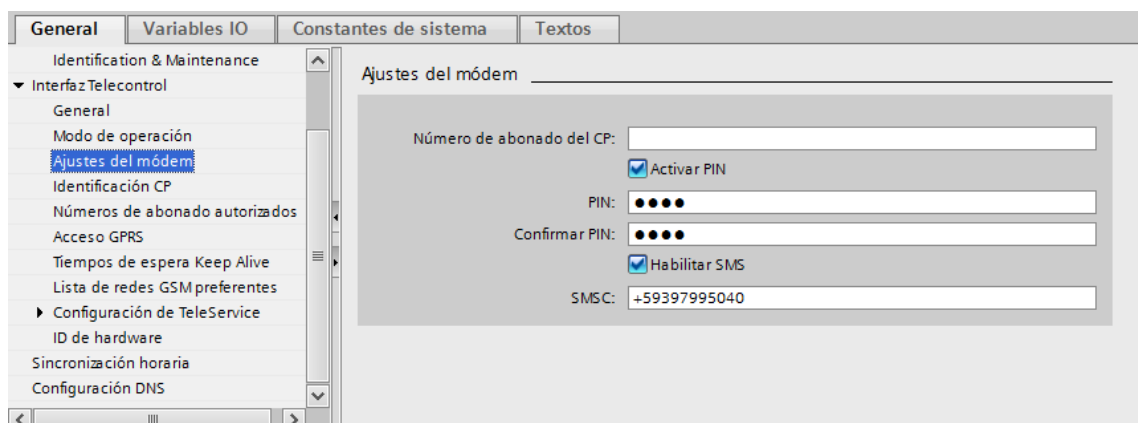 General Variables IO Constantes de sistema Textos
Identification & Maintenance
Interfaz Telecontrol
General
Modo de operación
Ajustes del módem
Identificación CP
Números de abonado autorizados
Acceso GPRS
Tiempos de espera Keep Alive
Lista de redes GSM preferentes
Configuración de TeleService
ID de hardware
Sincronización horaria
Configuración DNS
Ajustes del módem
Número de abonado del CP:
Activar PIN
PIN: ●●●●
Confirmar PIN: ●●●●
Habilitar SMS
SMSC: +59397995040